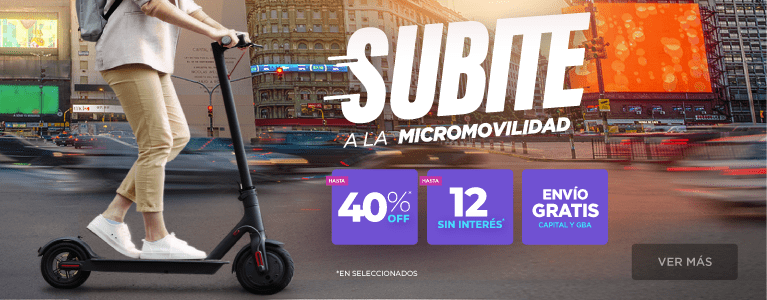 SUBITE
A LA MICROMOVILIDAD
HASTA
40%*
OFF
HASTA
12
SIN INTERÉS*
ENVÍO
GRATIS
CAPITAL Y GBA
*EN SELECCIONADOS
VER MÁS